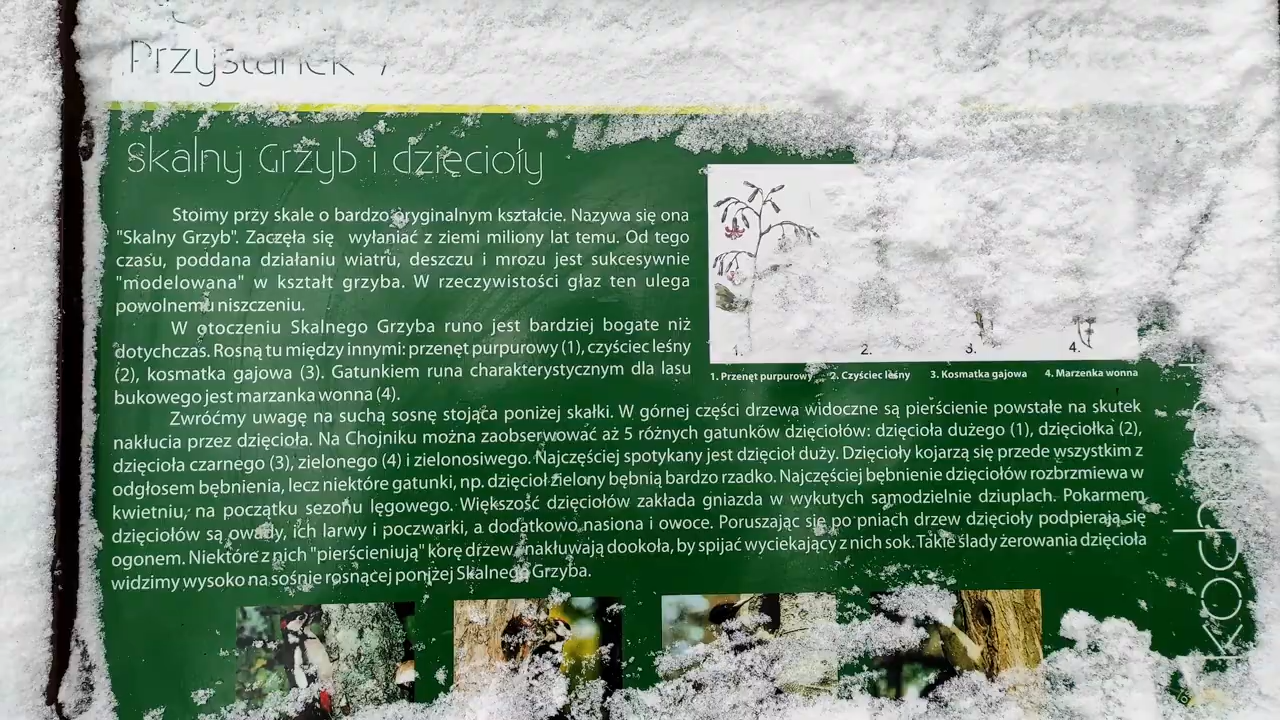 Przystanek
Skalny Grzyb i dzięcioły
Stoimy przy skale o bardzo oryginalnym kształcie. Nazywa się ona
"Skalny Grzyb". Zaczęła się wyłaniać z ziemi miliony lat temu. Od tego
czasu, poddana działaniu wiatru, deszczu i mrozu jest sukcesywnie
"modelowana" w kształt grzyba. W rzeczywistości głaz ten ulega
powolnemu niszczeniu.
W otoczeniu Skalnego Grzyba runo jest bardziej bogate niż
dotychczas. Rosną tu między innymi: przenęt purpurowy (1), czyściec leśny
(2), kosmatka gajowa (3). Gatunkiem runa charakterystycznym dla lasu
bukowego jest marzanka wonna (4).
1. 2. 3. 4.
1. Przenęt purpurowy 2. Czyściec leśny 3. Kosmatka gajowa 4. Marzenka wonna
Zwróćmy uwagę na suchą sosnę stojąca poniżej skałki. W górnej części drzewa widoczne są pierścienie powstałe na skutek
nakłucia przez dzięcioła. Na Chojniku można zaobserwować aż 5 różnych gatunków dzięciołów: dzięcioła dużego (1), dzięciołka (2),
dzięcioła czarnego (3), zielonego (4) i zielonosiwego. Najczęściej spotykany jest dzięcioł duży. Dzięcioły kojarzą się przede wszystkim z
odgłosem bębnienia, lecz niektóre gatunki, np. dzięcioł zielony bębnią bardzo rzadko. Najczęściej bębnienie dzięciołów rozbrzmiewa w
kwietniu, na początku sezonu lęgowego. Większość dzięciołów zakłada gniazda w wykutych samodzielnie dziuplach. Pokarmem
dzięciołów są owady, ich larwy i poczwarki, a dodatkowo nasiona i owoce. Poruszając się po pniach drzew dzięcioły podpierają się
ogonem. Niektóre z nich "pierścieniują" korę drzew, nakłuwają dookoła, by spijać wyciekający z nich sok. Takie ślady żerowania dzięcioła
widzimy wysoko na sośnie rosnącej poniżej Skalnego Grzyba.